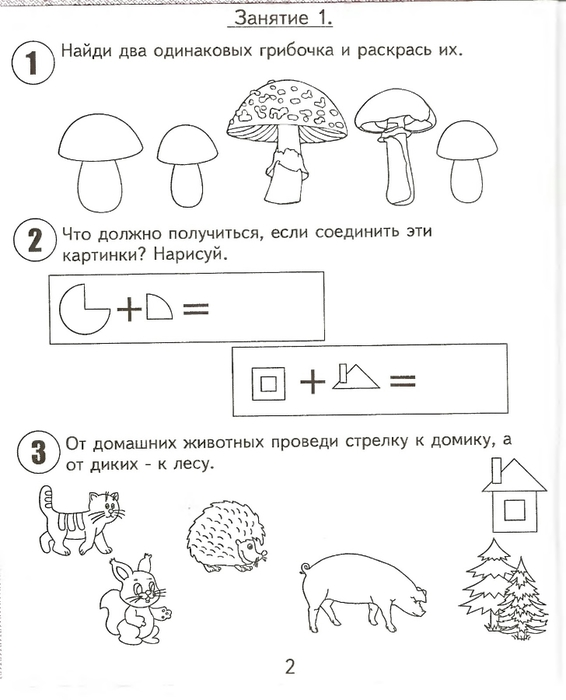 Занятие 1.
1 Найди два одинаковых грибочка и раскрась их.
2 Что должно получиться, если соединить эти
картинки? Нарисуй.
+ =
+ =
3 От домашних животных проведи стрелку к домику, а
от диких - к лесу.
2